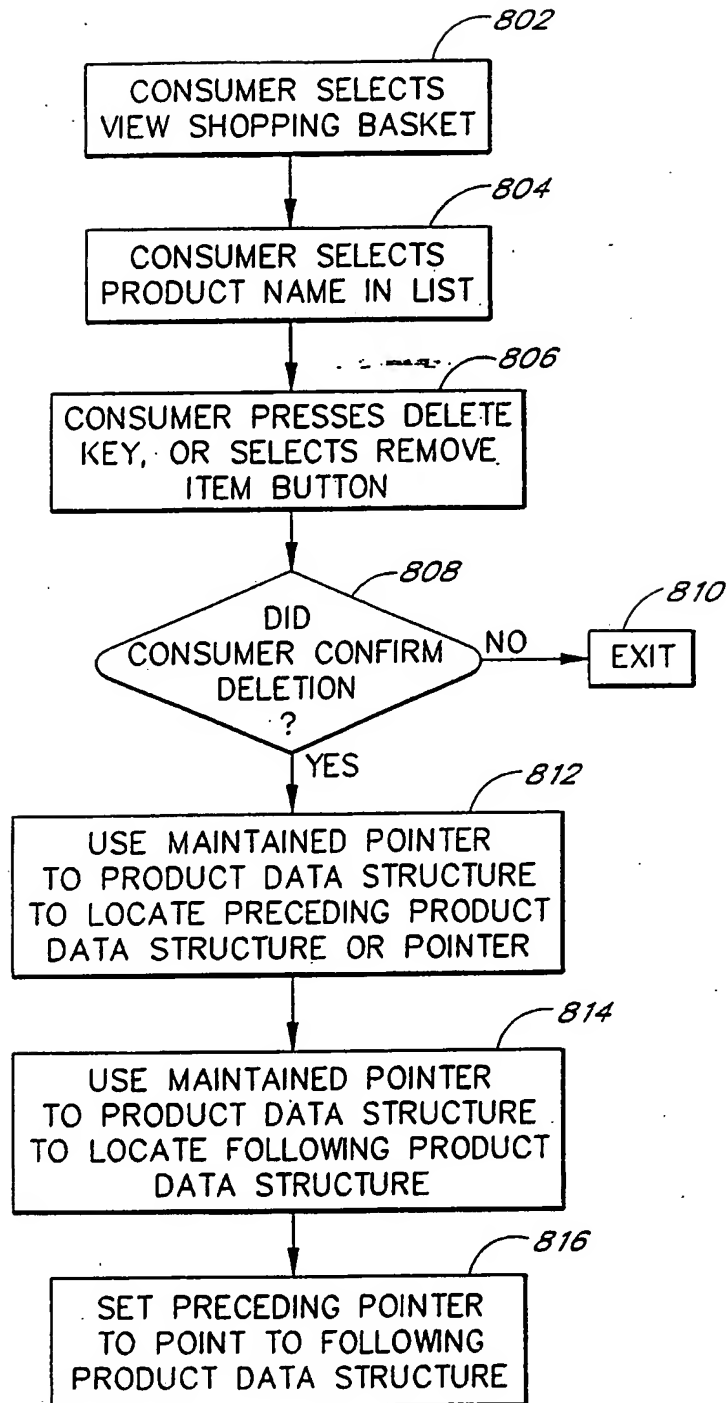 802
CONSUMER SELECTS
VIEW SHOPPING BASKET
804
CONSUMER SELECTS
PRODUCT NAME IN LIST
806
CONSUMER PRESSES DELETE
KEY, OR SELECTS REMOVE
ITEM BUTTON
808
DID
CONSUMER CONFIRM
DELETION
?
NO
810
EXIT
YES
812
USE MAINTAINED POINTER
TO PRODUCT DATA STRUCTURE
TO LOCATE PRECEDING PRODUCT
DATA STRUCTURE OR POINTER
814
USE MAINTAINED POINTER
TO PRODUCT DATA STRUCTURE
TO LOCATE FOLLOWING PRODUCT
DATA STRUCTURE
816
SET PRECEDING POINTER
TO POINT TO FOLLOWING
PRODUCT DATA STRUCTURE